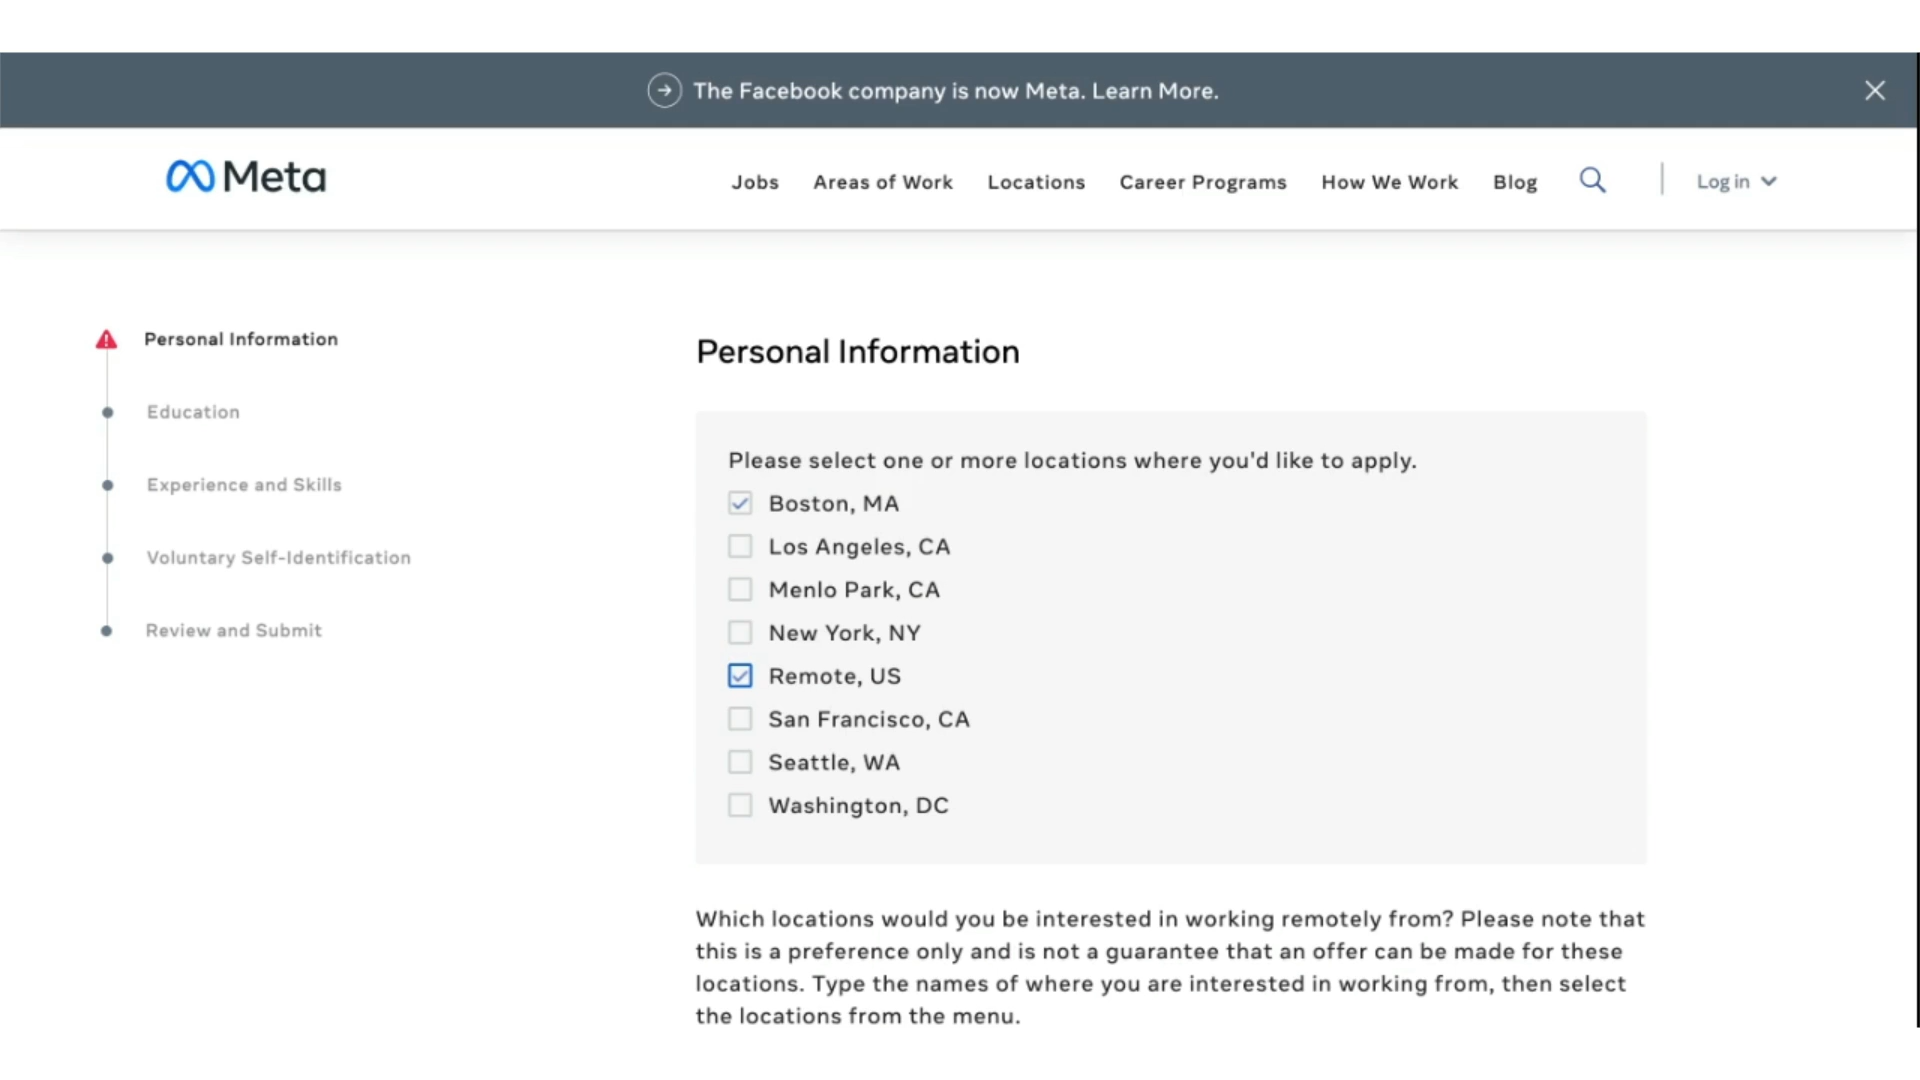 The Facebook company is now Meta. Learn More.
Meta
Jobs
Areas of Work
Locations
Career Programs
How We Work
Blog
Log in
Personal Information
Education
Experience and Skills
Voluntary Self-Identification
Review and Submit
Personal Information
Please select one or more locations where you'd like to apply.
Boston, MA
Los Angeles, CA
Menlo Park, CA
New York, NY
Remote, US
San Francisco, CA
Seattle, WA
Washington, DC
Which locations would you be interested in working remotely from? Please note that
this is a preference only and is not a guarantee that an offer can be made for these
locations. Type the names of where you are interested in working from, then select
the locations from the menu.